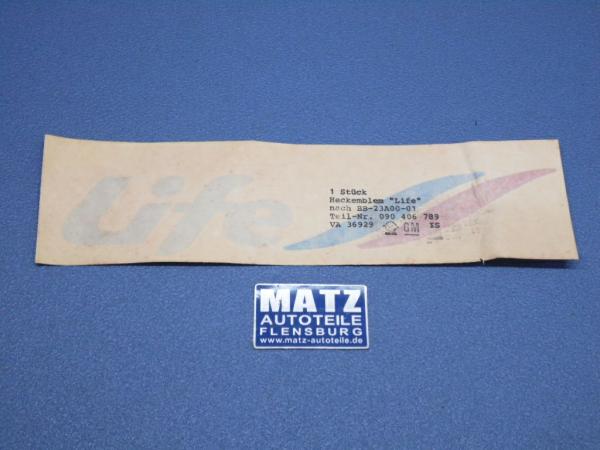 Life
1 Stück
Heckemblem "Life"
nach BB-23A00-01
Teil-Nr. 090 406 789
VA 36929 GM XS
MATZ
AUTOTEILE
FLENSBURG
www.matz-autoteile.de